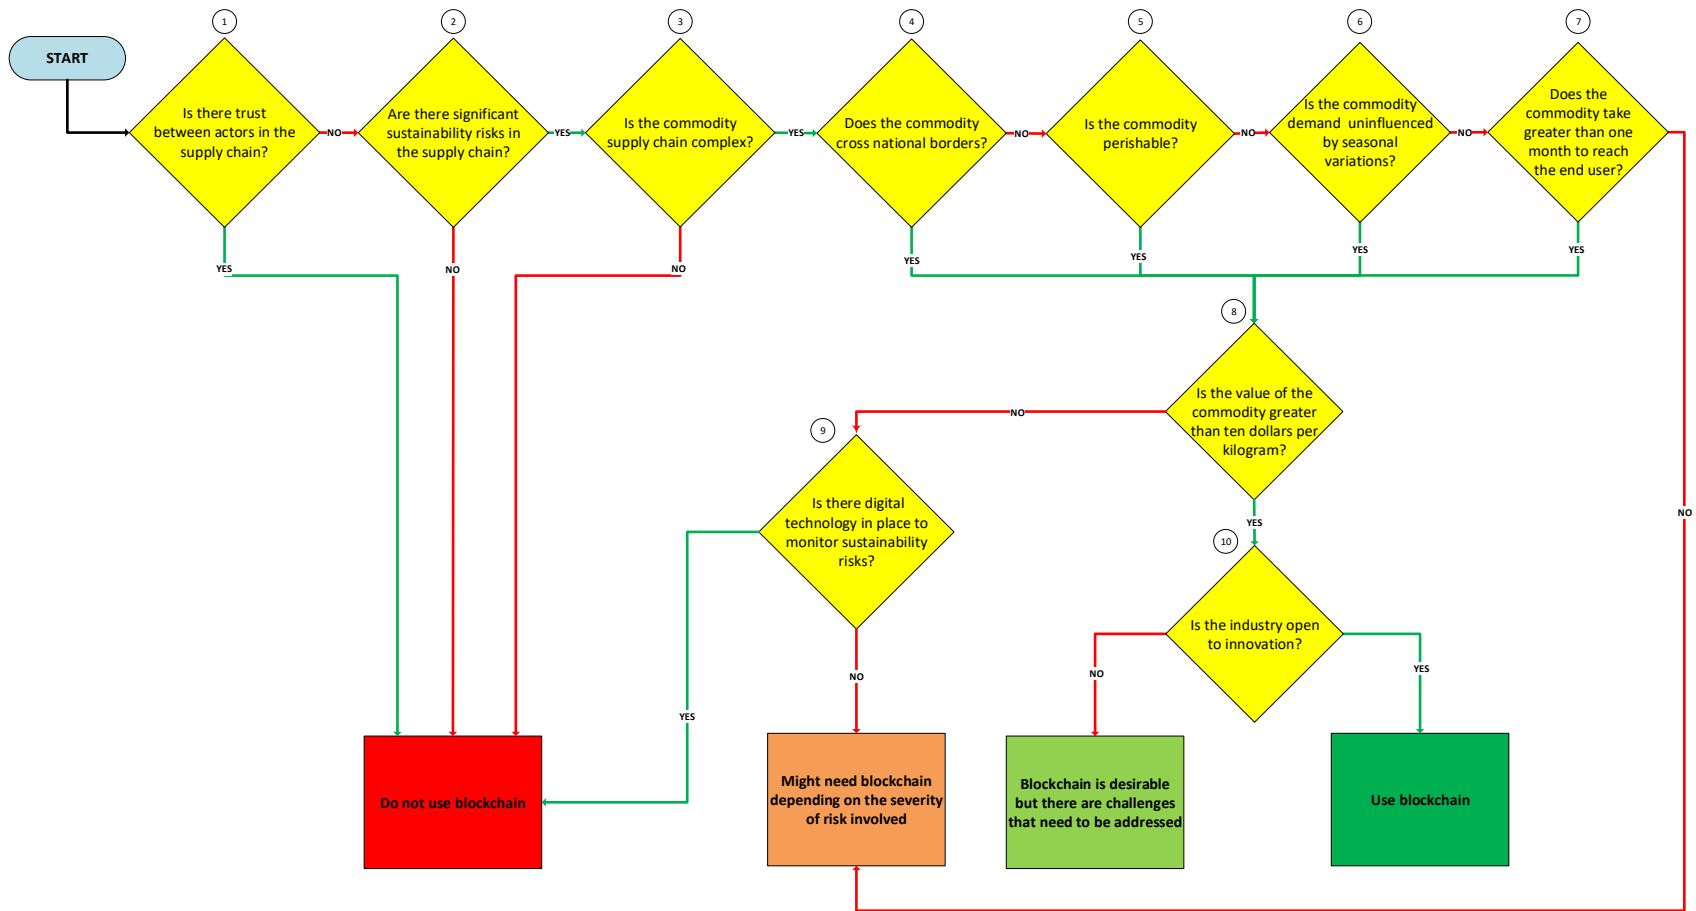 1
2
3
4
5
6
7
START
Is there trust
between actors in the
supply chain?
NO
Are there significant
sustainability risks in
the supply chain?
YES
Is the commodity
supply chain complex?
YES
Does the commodity
cross national borders?
NO
Is the commodity
perishable?
NO
Is the commodity
demand  uninfluenced
by seasonal
variations?
NO
Does the
commodity take
greater than one
month to reach
the end user?
YES
NO
NO
YES
YES
YES
YES
8
Is the value of the
commodity greater
than ten dollars per
kilogram?
NO
9
Is there digital
technology in place to
monitor sustainability
risks?
NO
YES
10
Is the industry open
to innovation?
NO
YES
NO
YES
Do not use blockchain
Might need blockchain
depending on the severity
of risk involved
Blockchain is desirable
but there are challenges
that need to be addressed
Use blockchain